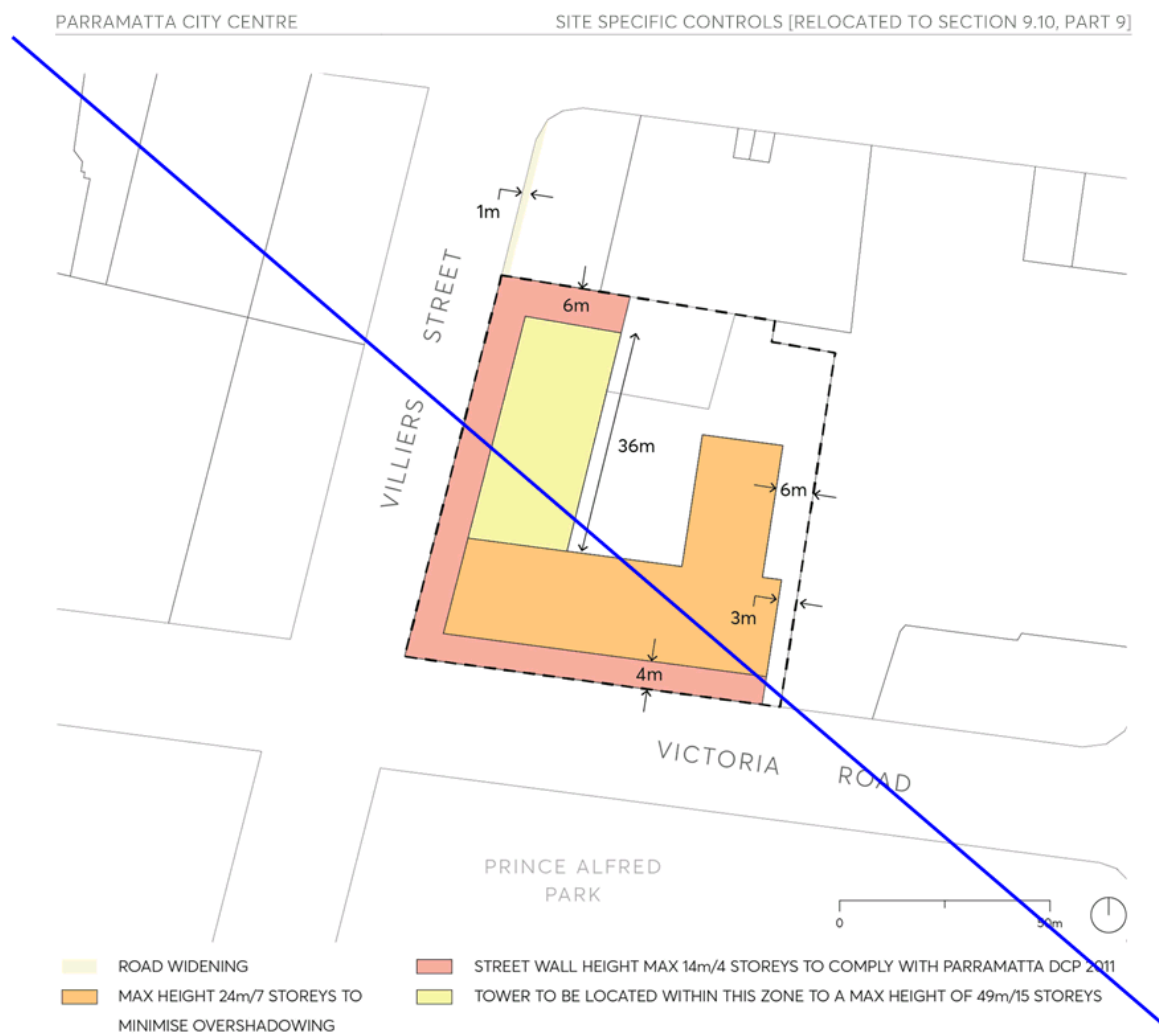 PARRAMATTA CITY CENTRE
SITE SPECIFIC CONTROLS [RELOCATED TO SECTION 9.10, PART 9]
1m
VILLIERS STREET
6m
36m
6m
3m
4m
VICTORIA ROAD
PRINCE ALFRED
PARK
0
50m
ROAD WIDENING
STREET WALL HEIGHT MAX 14m/4 STOREYS TO COMPLY WITH PARRAMATTA DCP 2011
MAX HEIGHT 24m/7 STOREYS TO
MINIMISE OVERSHADOWING
TOWER TO BE LOCATED WITHIN THIS ZONE TO A MAX HEIGHT OF 49m/15 STOREYS